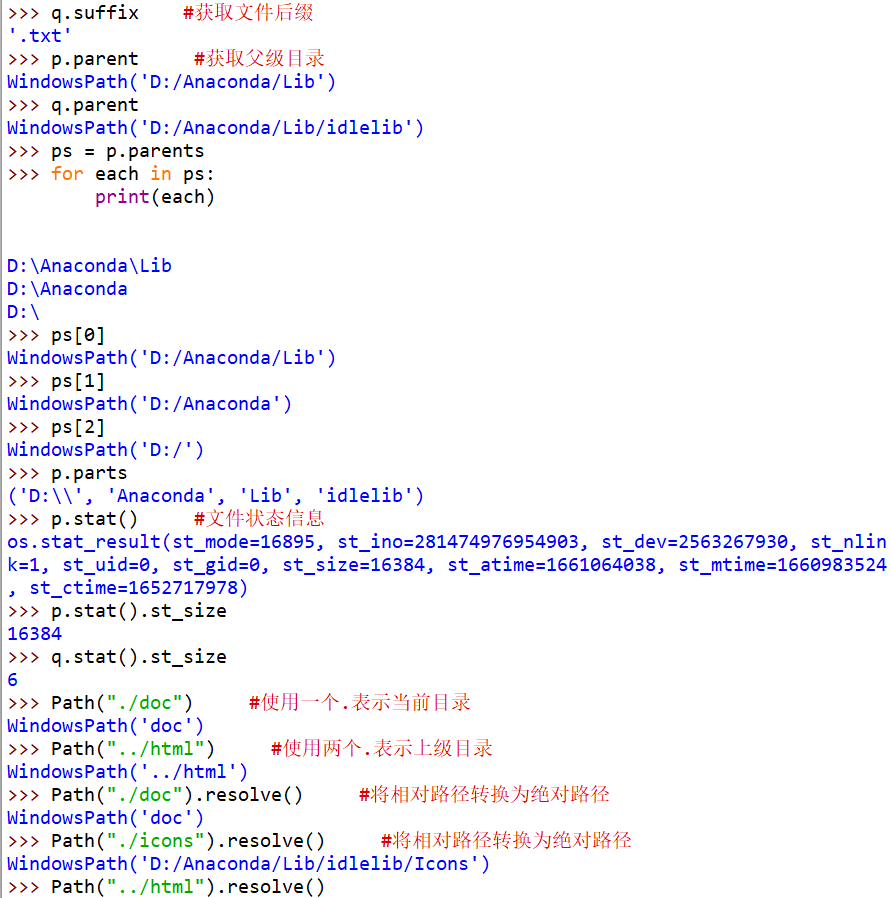 >>> q.suffix    #获取文件后缀
'.txt'
>>> p.parent     #获取父级目录
WindowsPath('D:/Anaconda/Lib')
>>> q.parent
WindowsPath('D:/Anaconda/Lib/idlelib')
>>> ps = p.parents
>>> for each in ps:
        print(each)
D:\Anaconda\Lib
D:\Anaconda
D:\
>>> ps[0]
WindowsPath('D:/Anaconda/Lib')
>>> ps[1]
WindowsPath('D:/Anaconda')
>>> ps[2]
WindowsPath('D:/')
>>> p.parts
('D:\\', 'Anaconda', 'Lib', 'idlelib')
>>> p.stat()     #文件状态信息
os.stat_result(st_mode=16895, st_ino=281474976954903, st_dev=2563267930, st_nlin
k=1, st_uid=0, st_gid=0, st_size=16384, st_atime=1661064038, st_mtime=1660983524
, st_ctime=1652717978)
>>> p.stat().st_size
16384
>>> q.stat().st_size
6
>>> Path("./doc")     #使用一个.表示当前目录
WindowsPath('doc')
>>> Path("../html")     #使用两个.表示上级目录
WindowsPath('../html')
>>> Path("./doc").resolve()     #将相对路径转换为绝对路径
WindowsPath('doc')
>>> Path("./icons").resolve()     #将相对路径转换为绝对路径
WindowsPath('D:/Anaconda/Lib/idlelib/Icons')
>>> Path("../html").resolve()